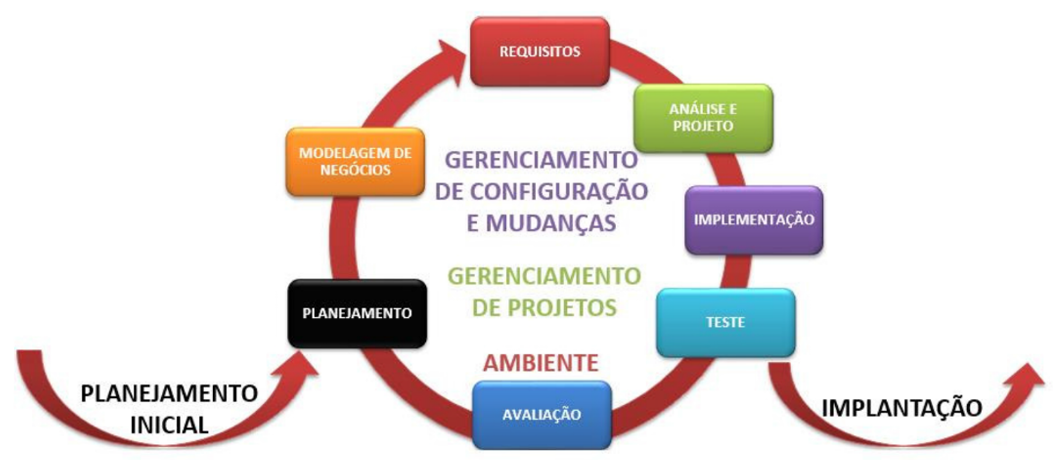 REQUISITOS
ANÁLISE E
PROJETO
MODELAGEM DE
NEGÓCIOS
GERENCIAMENTO
DE CONFIGURAÇÃO
E MUDANÇAS
IMPLEMENTAÇÃO
GERENCIAMENTO
DE PROJETOS
PLANEJAMENTO
TESTE
AMBIENTE
PLANEJAMENTO
INICIAL
AVALIAÇÃO
IMPLANTAÇÃO